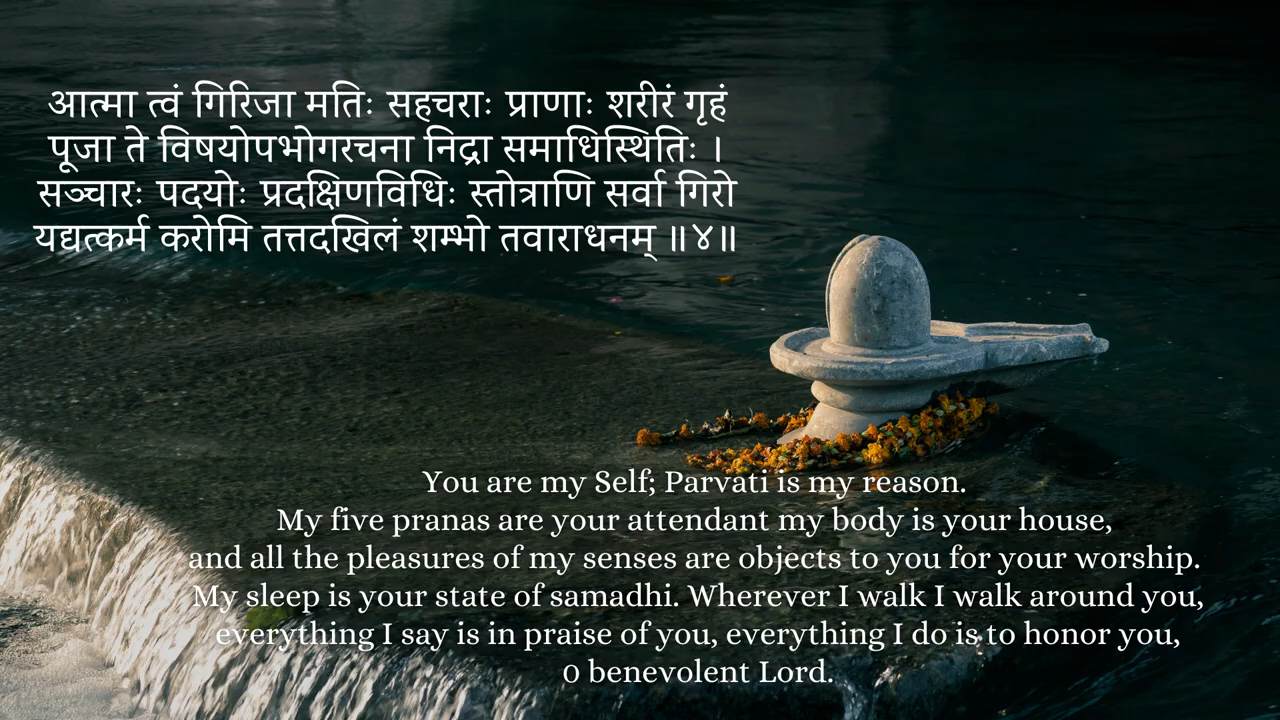 आत्मा त्वं गिरिजा मतिः सहचराः प्राणाः शरीरं गृहं
पूजा ते विषयोपभोगरचना निद्रा समाधिस्थितिः ।
सञ्चारः पदयोः प्रदक्षिणविधिः स्तोत्राणि सर्वा गिरो
यद्यत्कर्म करोमि तत्तदखिलं शम्भो तवाराधनम् ॥४॥
You are my Self; Parvati is my reason.
My five pranas are your attendant my body is your house,
and all the pleasures of my senses are objects to you for your worship.
My sleep is your state of samadhi. Wherever I walk I walk around you,
everything I say is in praise of you, everything I do is to honor you,
0 benevolent Lord.